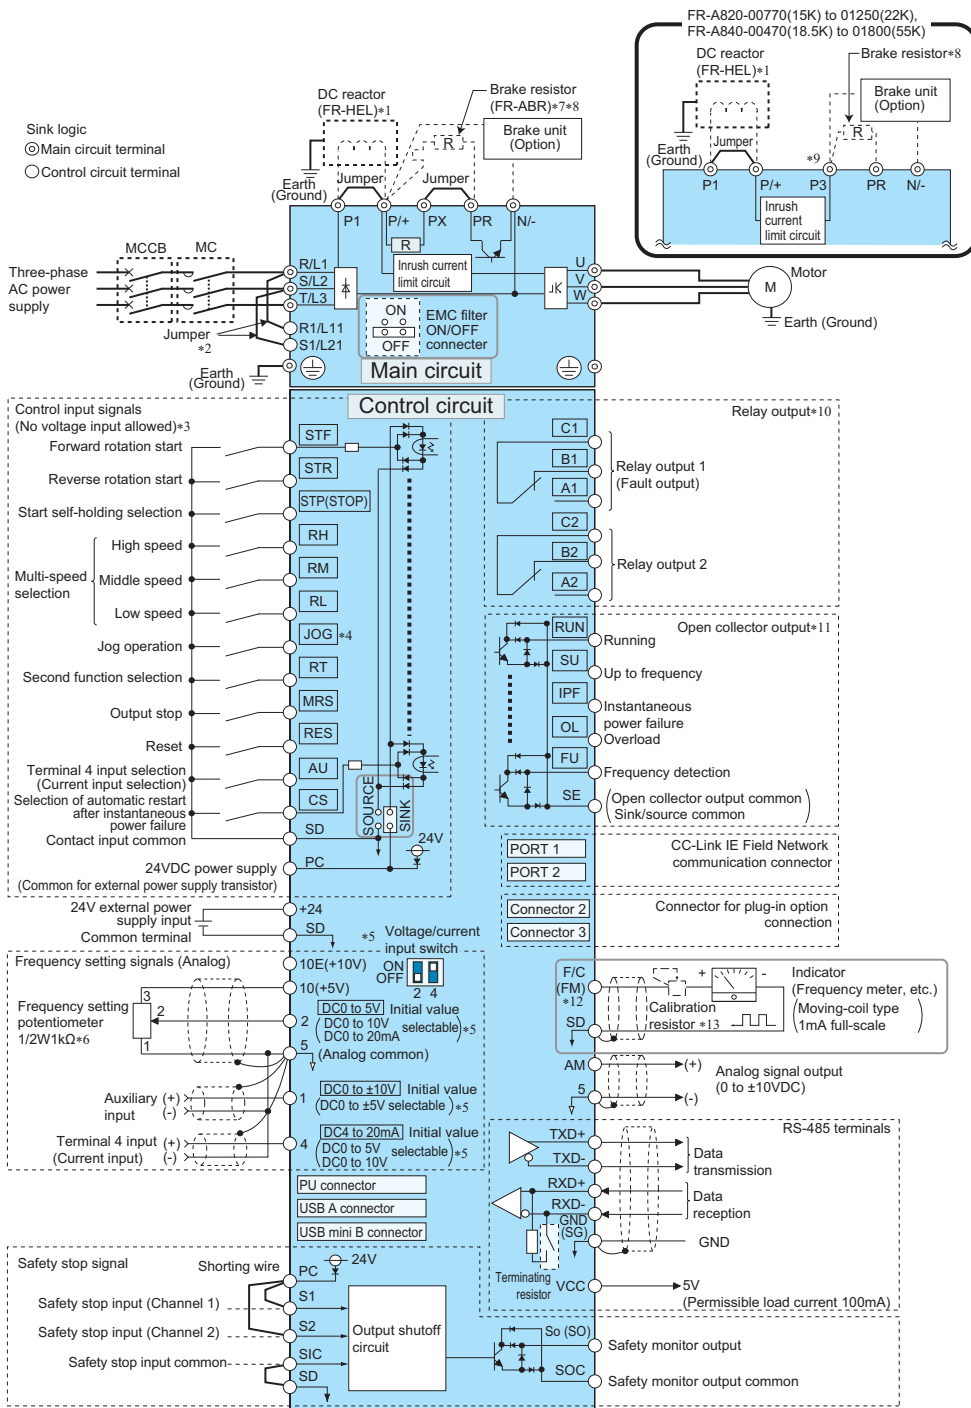 FR-A820-00770(15K) to 01250(22K),
FR-A840-00470(18.5K) to 01800(55K)
DC reactor
(FR-HEL)*1
Brake resistor*8
Brake unit
(Option)
R
Earth
(Ground)
Jumper
*9
P1
P/+
P3
PR
N/-
Inrush
current
limit circuit
Sink logic
Main circuit terminal
Control circuit terminal
DC reactor
(FR-HEL)*1
Brake resistor
(FR-ABR)*7*8
Brake unit
(Option)
R
Earth
(Ground)
Jumper
Jumper
P1
P/+
PX
PR
N/-
R
Inrush current
limit circuit
MCCB
MC
Three-phase
AC power
supply
R/L1
S/L2
T/L3
R1/L11
S1/L21
Jumper
*2
Earth
(Ground)
ON
OFF
EMC filter
ON/OFF
connecter
U
V
W
Motor
M
Earth (Ground)
Main circuit
Control circuit
Control input signals
(No voltage input allowed)*3
Forward rotation start
STF
Reverse rotation start
STR
Start self-holding selection
STP(STOP)
Multi-speed
selection
High speed
RH
Middle speed
RM
Low speed
RL
Jog operation
JOG *4
Second function selection
RT
Output stop
MRS
Reset
RES
Terminal 4 input selection
(Current input selection)
AU
Selection of automatic restart
after instantaneous
power failure
CS
Contact input common
SD
SOURCE
SINK
24V
24VDC power supply
(Common for external power supply transistor)
PC
Relay output*10
C1
B1
A1
Relay output 1
(Fault output)
C2
B2
A2
Relay output 2
Open collector output*11
RUN
Running
SU
Up to frequency
IPF
Instantaneous
power failure
OL
Overload
FU
Frequency detection
SE
Open collector output common
Sink/source common
PORT 1
PORT 2
CC-Link IE Field Network
communication connector
Connector 2
Connector 3
Connector for plug-in option
connection
24V external power
supply input
Common terminal
+24
SD
*5
Voltage/current
input switch
ON
OFF
2 4
Frequency setting signals (Analog)
10E(+10V)
10(+5V)
Frequency setting
potentiometer
1/2W1kΩ*6
3
2
1
2
DC0 to 5V Initial value
DC0 to 10V
DC0 to 20mA
selectable
*5
5
(Analog common)
Auxiliary
input
(+)
(-)
1
DC0 to ±10V Initial value
(DC0 to ±5V selectable) *5
Terminal 4 input
(Current input)
(+)
(-)
4
DC4 to 20mA Initial value
DC0 to 5V
DC0 to 10V
selectable
*5
F/C
(FM)
*12
SD
+
-
Calibration
resistor *13
Indicator
(Frequency meter, etc.)
Moving-coil type
1mA full-scale
AM
5
(+)
(-)
Analog signal output
(0 to ±10VDC)
PU connector
USB A connector
USB mini B connector
RS-485 terminals
TXD+
TXD-
Data
transmission
RXD+
RXD-
Data
reception
GND
(SG)
GND
Terminating
resistor
VCC
5V
(Permissible load current 100mA)
Safety stop signal
Shorting wire
PC
24V
Safety stop input (Channel 1)
S1
Safety stop input (Channel 2)
S2
Safety stop input common
SIC
SD
Output shutoff
circuit
So (SO)
Safety monitor output
SOC
Safety monitor output common